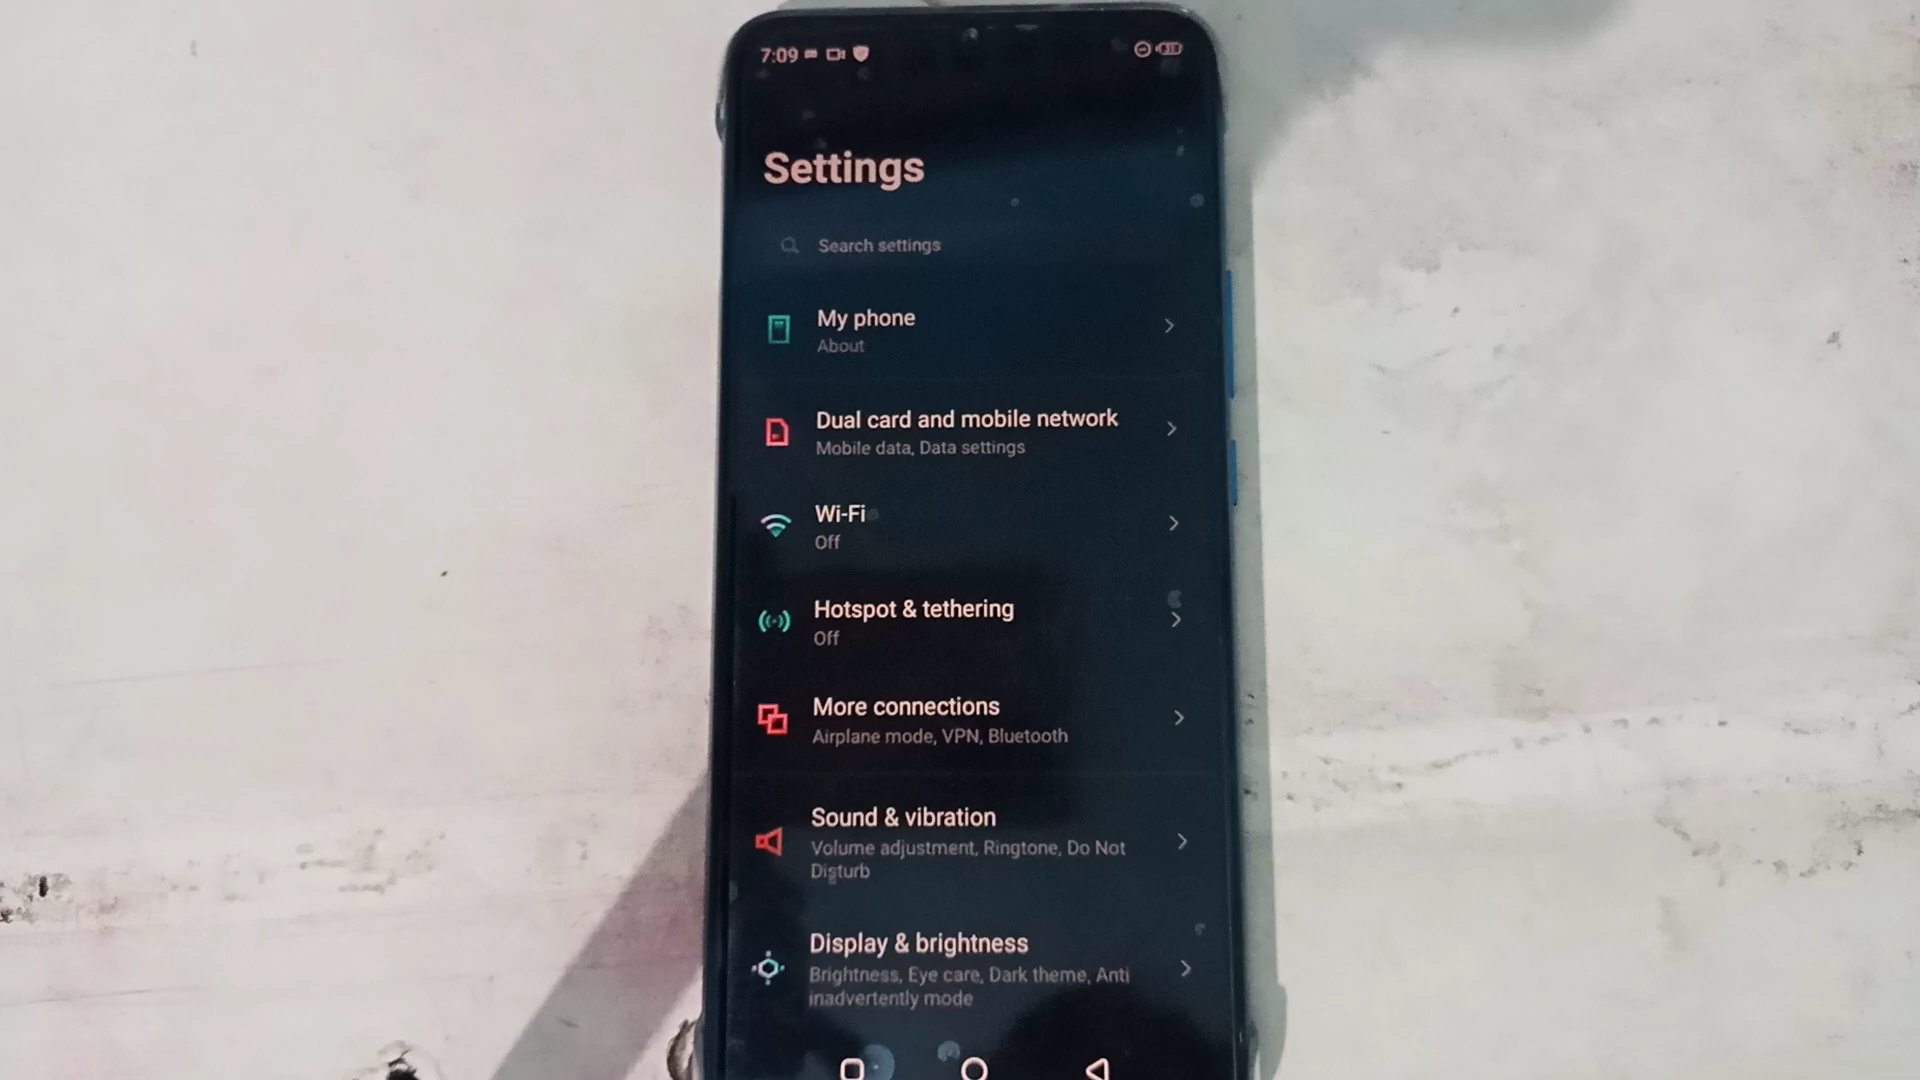 7:09
Settings
Search settings
My phone
About
Dual card and mobile network
Mobile data, Data settings
Wi-Fi
Off
Hotspot & tethering
Off
More connections
Airplane mode, VPN, Bluetooth
Sound & vibration
Volume adjustment, Ringtone, Do Not
Disturb
Display & brightness
Brightness, Eye care, Dark theme, Anti
inadvertently mode